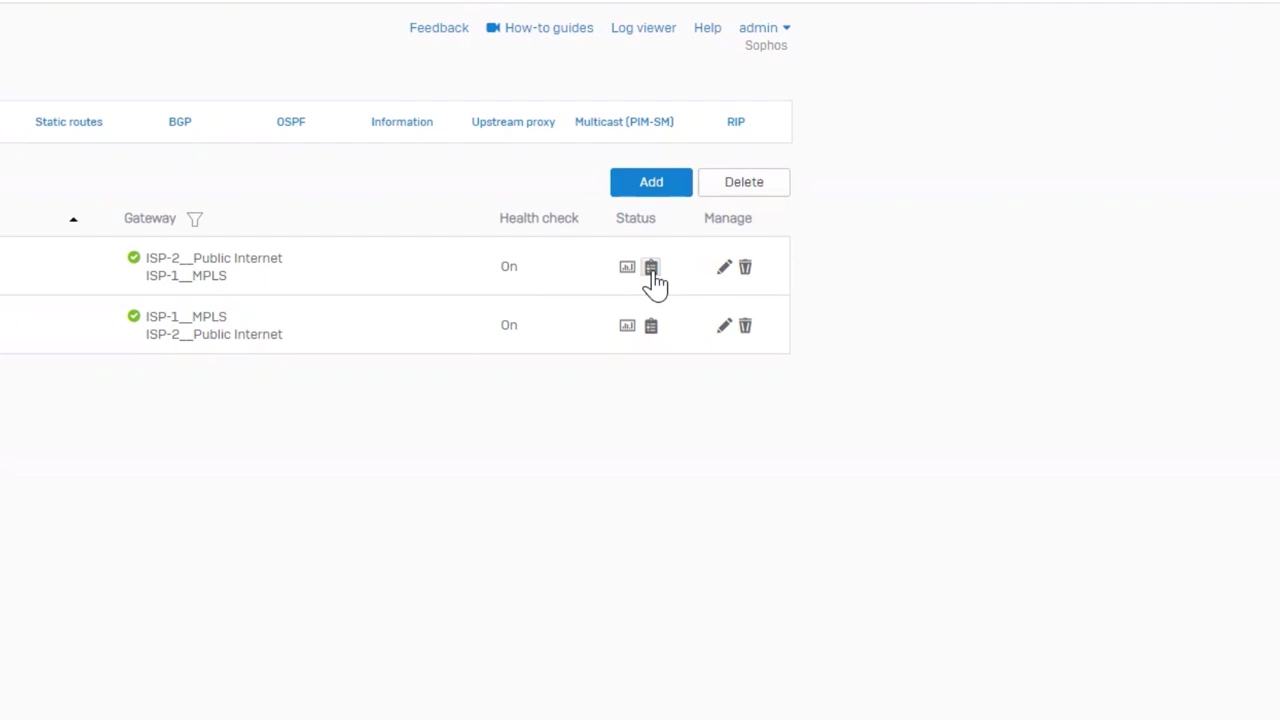 Feedback How-to guides Log viewer Help admin
Sophos
Static routes BGP OSPF Information Upstream proxy Multicast (PIM-SM) RIP
Add Delete
Gateway Health check Status Manage
ISP-2__Public Internet
On
ISP-1__MPLS
ISP-1__MPLS
On
ISP-2__Public Internet